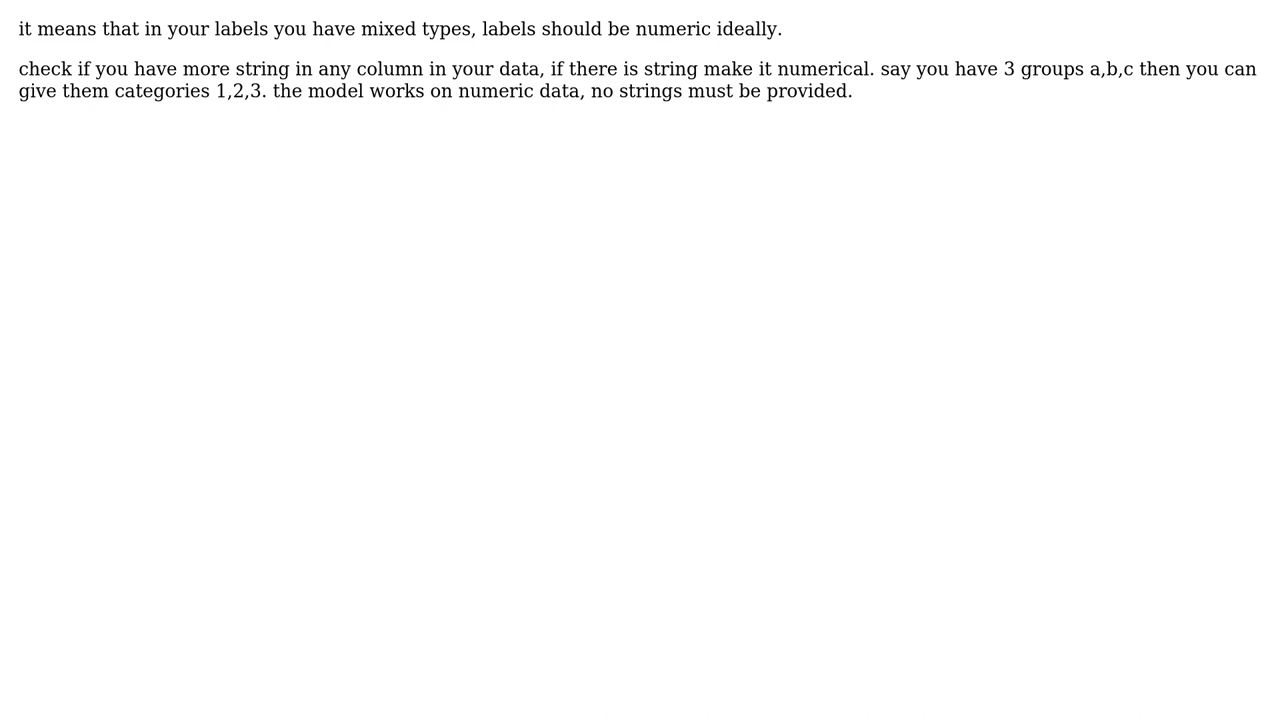 it means that in your labels you have mixed types, labels should be numeric ideally.
check if you have more string in any column in your data, if there is string make it numerical. say you have 3 groups a,b,c then you can
give them categories 1,2,3. the model works on numeric data, no strings must be provided.